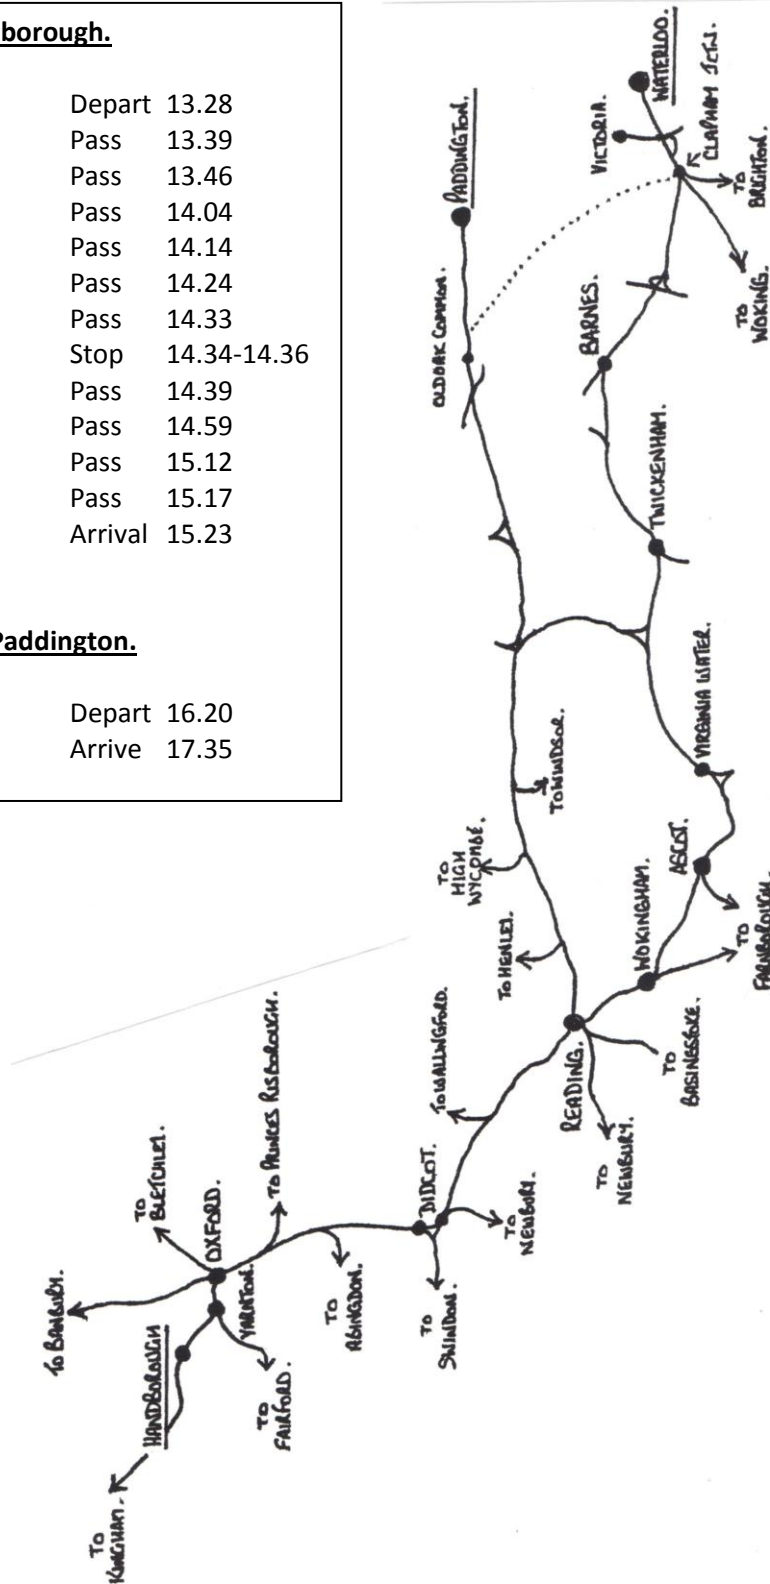 borough.
Depart 13.28
Pass 13.39
Pass 13.46
Pass 14.04
Pass 14.14
Pass 14.24
Pass 14.33
Stop 14.34-14.36
Pass 14.39
Pass 14.59
Pass 15.12
Pass 15.17
Arrival 15.23
Paddington.
Depart 16.20
Arrive 17.35
WATERLOO.
CLAPHAM JCTN.
VICTORIA.
TO
BRIGHTON.
TO
WOKING.
PADDINGTON.
OLDOAK COMMON.
BARNES.
TWICKENHAM.
VIRGINIA WATER.
TO WINDSOR.
TO
HIGH
WYCOMBE.
ASCOT.
TO
FARNBOROUGH.
WOKINGHAM.
TO HENLEY.
TO
BASINGSTOKE.
READING.
TO
NEWBURY.
TO WALLINGFORD.
DIDCOT.
TO
NEWBURY.
TO
SWINDON.
TO
ABINGDON.
TO PRINCES RISBOROUGH.
TO
BLETCHLEY.
OXFORD.
TO BANBURY.
YARNTON.
TO
FAIRFORD.
HANDBOROUGH
TO
KINGHAM.